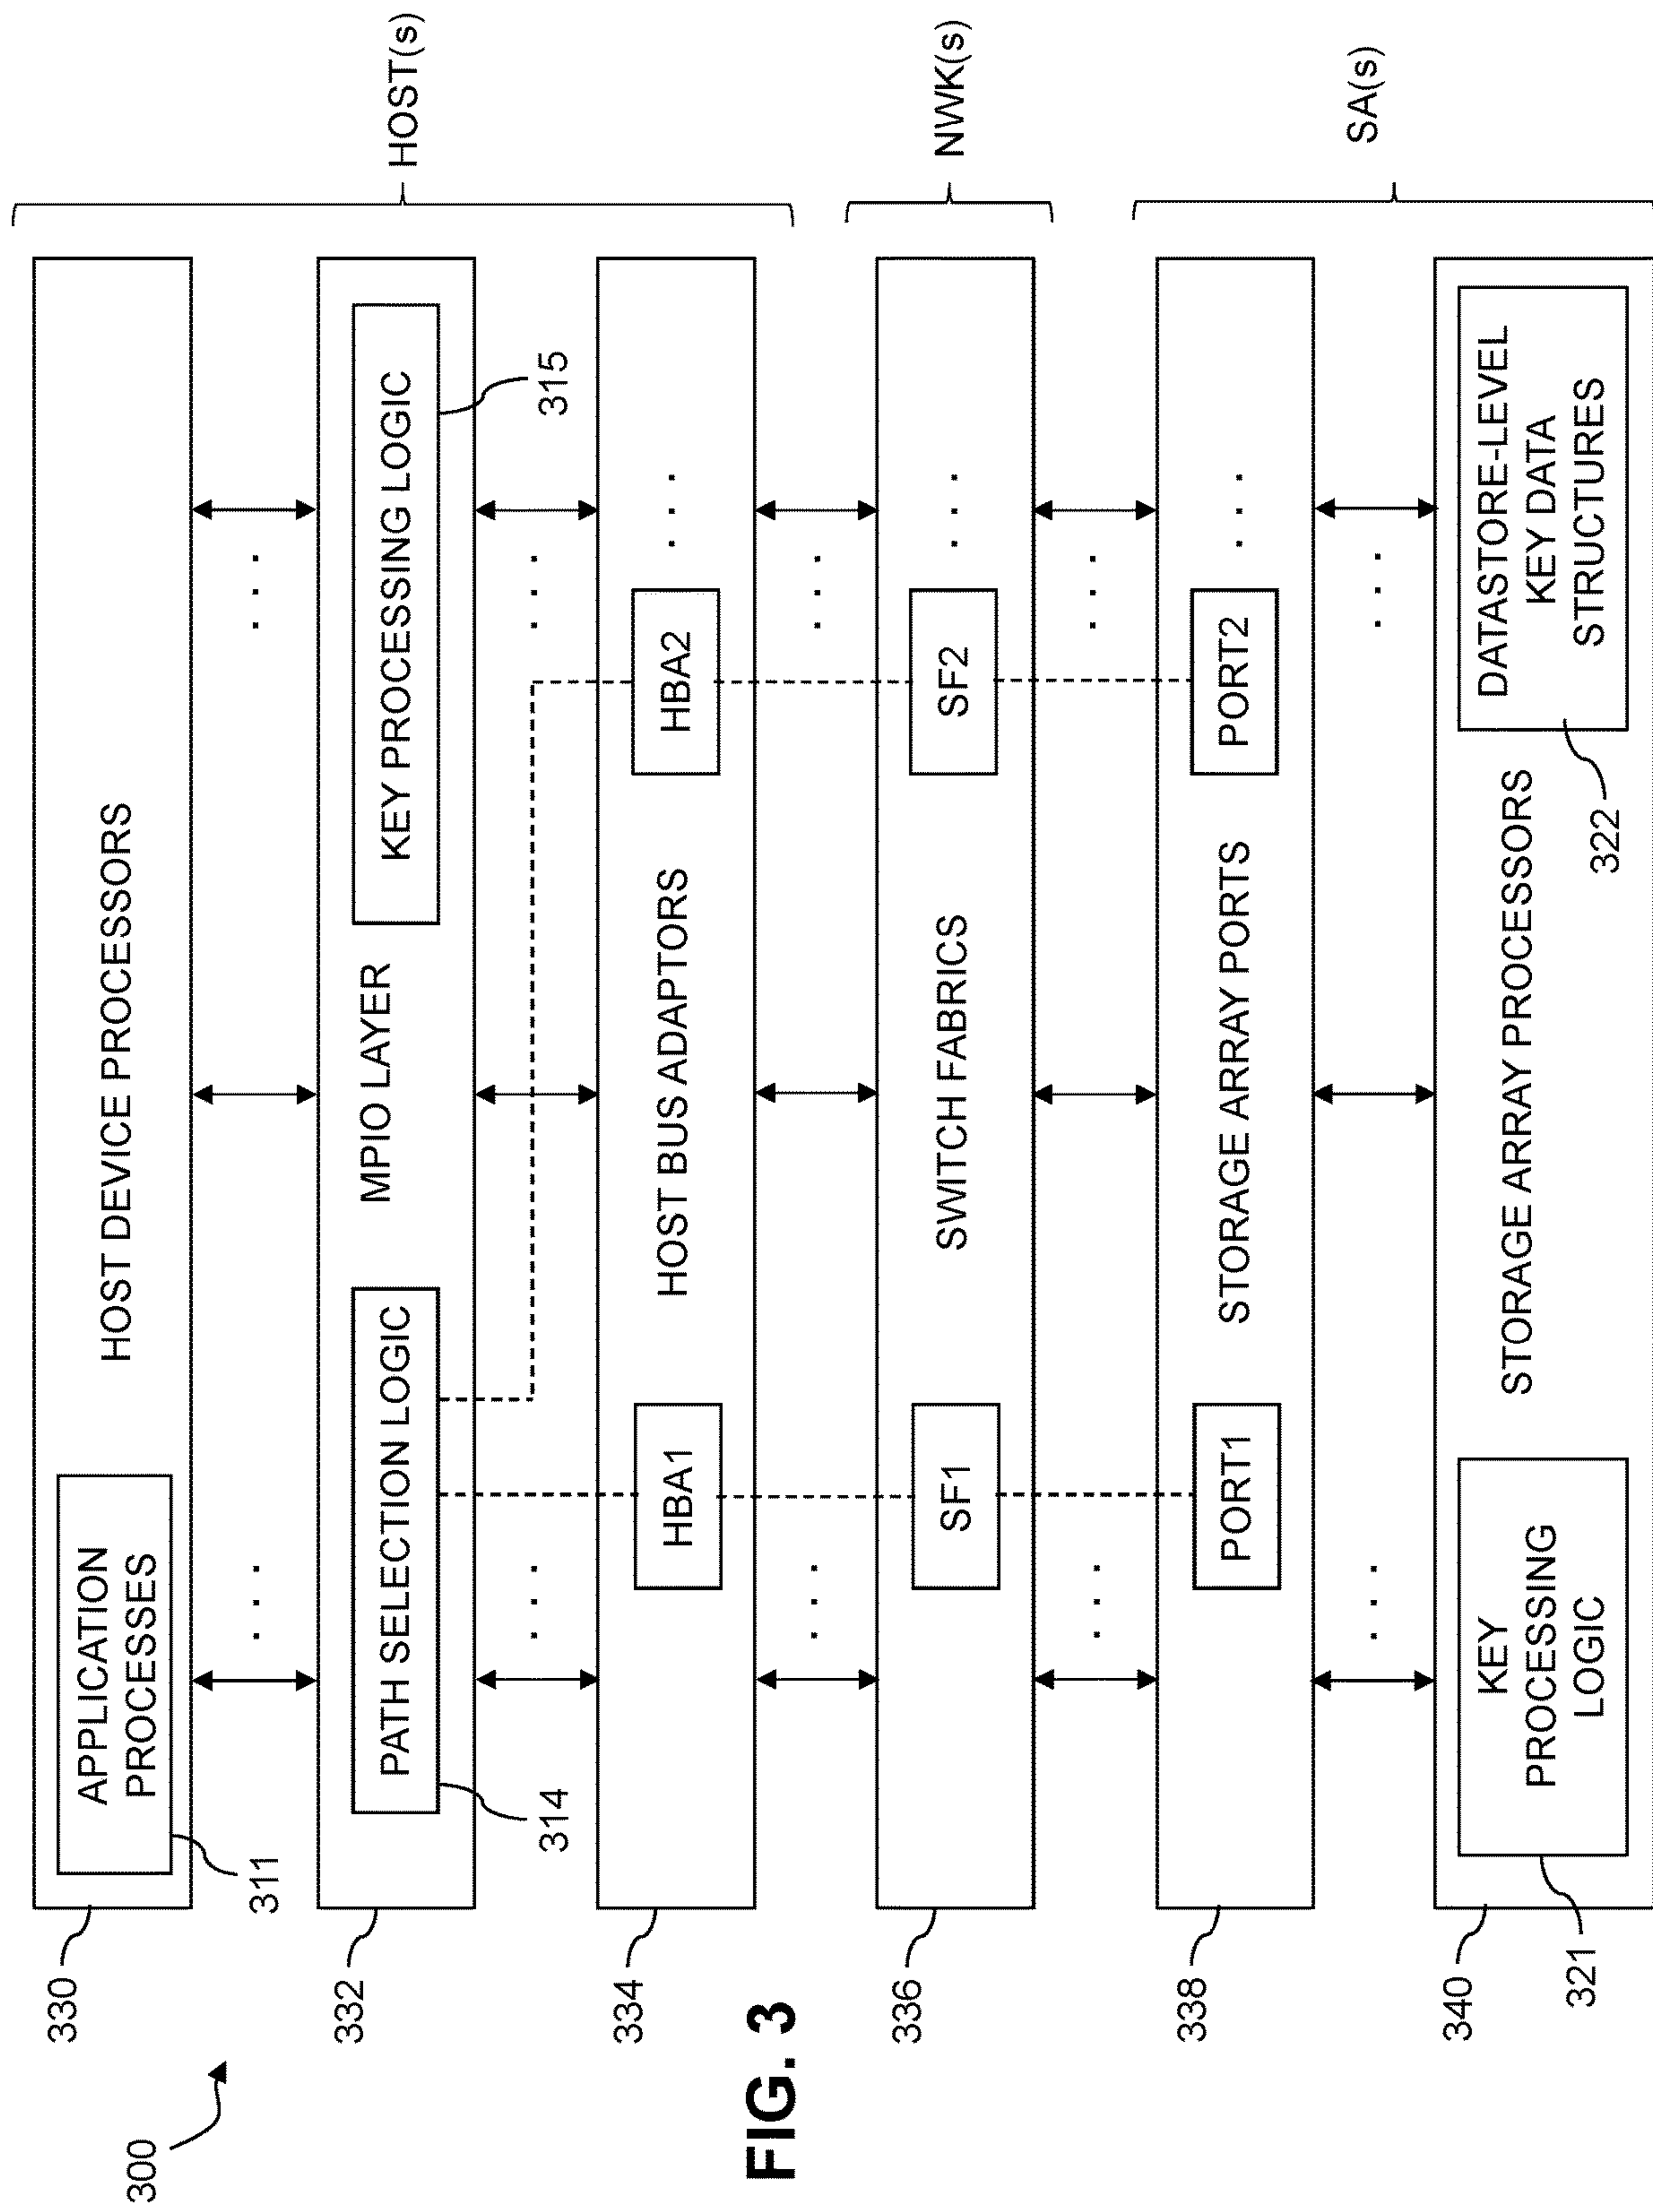 300
330
APPLICATION
PROCESSES
311
HOST DEVICE PROCESSORS
HOST(s)
. . .
. . .
332
PATH SELECTION LOGIC
314
MPIO LAYER
KEY PROCESSING LOGIC
315
. . .
. . .
334
HBA1
HOST BUS ADAPTORS
HBA2
. . .
. . .
. . .
336
SF1
SWITCH FABRICS
SF2
. . .
NWK(s)
. . .
. . .
338
PORT1
STORAGE ARRAY PORTS
PORT2
. . .
SA(s)
. . .
. . .
340
KEY
PROCESSING
LOGIC
321
STORAGE ARRAY PROCESSORS
DATASTORE-LEVEL
KEY DATA
STRUCTURES
322
FIG. 3